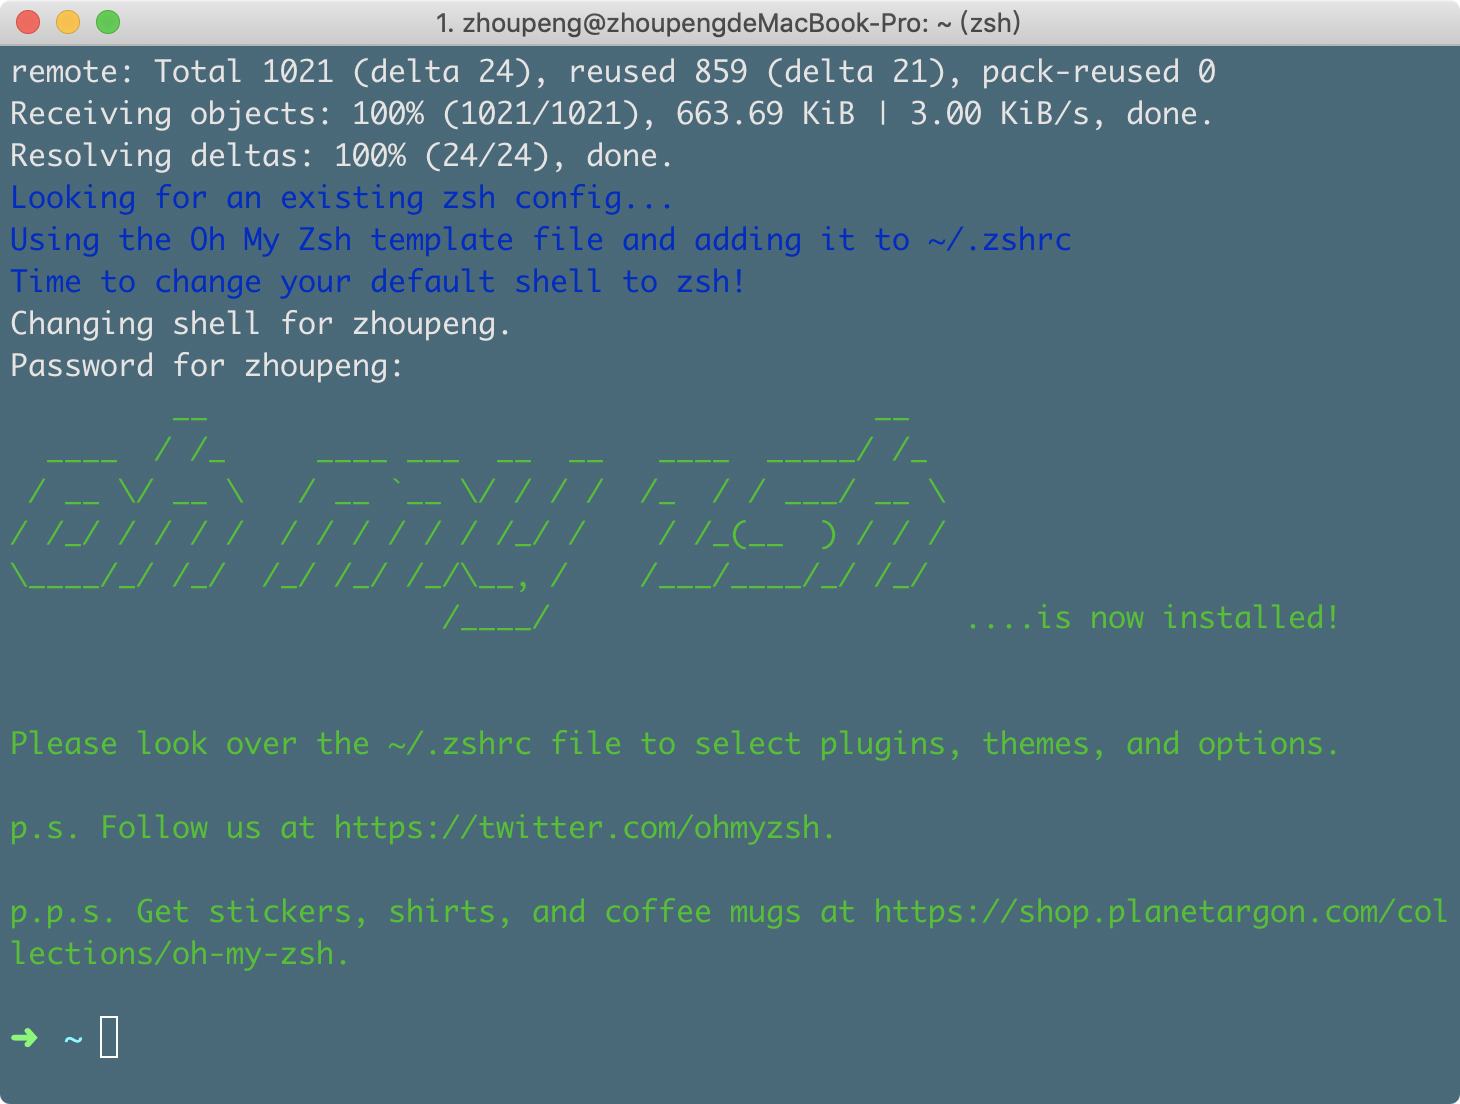 1. zhoupeng@zhoupengdeMacBook-Pro: ~ (zsh)
remote: Total 1021 (delta 24), reused 859 (delta 21), pack-reused 0
Receiving objects: 100% (1021/1021), 663.69 KiB | 3.00 KiB/s, done.
Resolving deltas: 100% (24/24), done.
Looking for an existing zsh config...
Using the Oh My Zsh template file and adding it to ~/.zshrc
Time to change your default shell to zsh!
Changing shell for zhoupeng.
Password for zhoupeng:
         __                                     __
  ____  / /_     ____ ___  __  __   ____  _____/ /_
 / __ \/ __ \   / __ `__ \/ / / /  /_  / / ___/ __ \
/ /_/ / / / /  / / / / / / /_/ /    / /_(__  ) / / /
\____/_/ /_/  /_/ /_/ /_/\__, /    /___/____/_/ /_/
                        /____/                       ....is now installed!
Please look over the ~/.zshrc file to select plugins, themes, and options.
p.s. Follow us at https://twitter.com/ohmyzsh.
p.p.s. Get stickers, shirts, and coffee mugs at https://shop.planetargon.com/col
lections/oh-my-zsh.
➜  ~